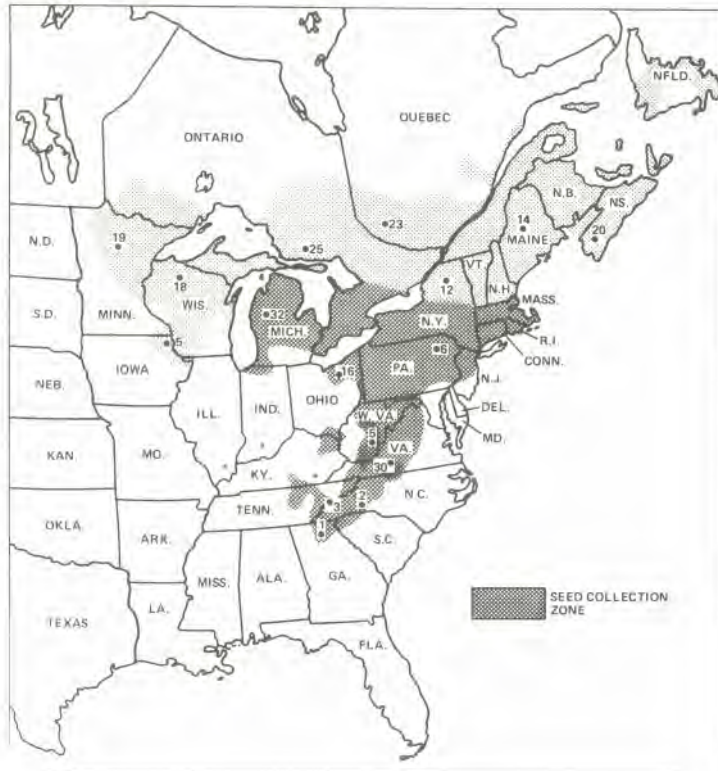 NFLD.
ONTARIO
QUEBEC
N.B.
NS.
14
MAINE
20
23
19
25
N.D.
VT.
12
N.H.
18
WIS.
MINN.
32
MICH.
MASS.
S.D.
N.Y.
R.I.
CONN.
5
6
PA.
IOWA
16
N.J.
NEB.
OHIO
ILL.
IND.
W. VA.
DEL.
MD.
5
VA.
KAN.
MO.
KY.
30
N.C.
2
TENN.
3
OKLA.
ARK.
1
S.C.
MISS.
ALA.
GA.
SEED COLLECTION
ZONE
LA.
TEXAS
FLA.